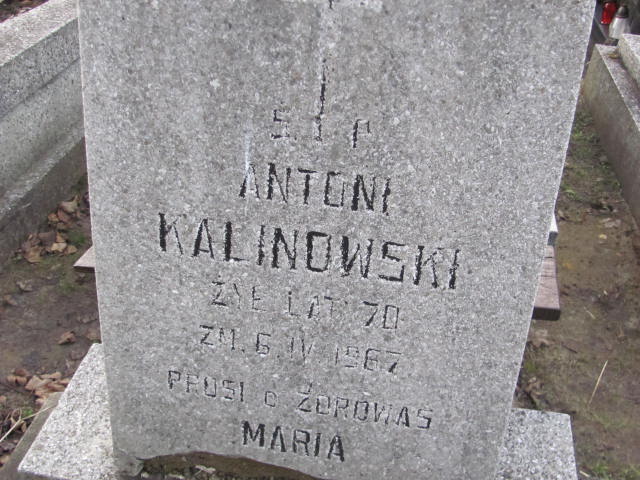 Ś. † P
ANTONI
KALINOWSKI
ŻYŁ LAT 70
ZM. 6. IV 1967
PROSI O ZDROWAŚ
MARIA